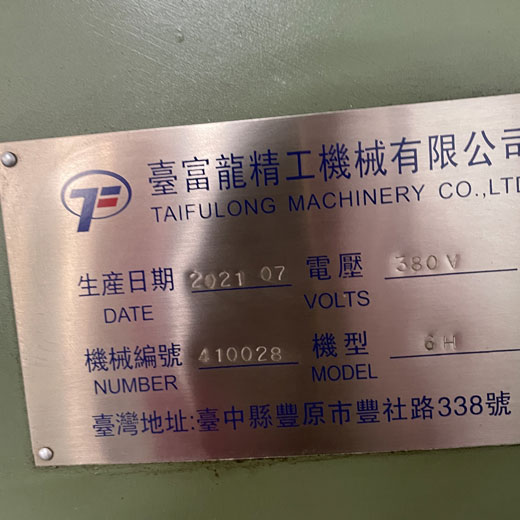 TF 臺富龍精工機械有限公司
TAIFULONG MACHINERY CO.,LTD
生産日期 2021 07 電壓 380V
DATE VOLTS
機械編號 410028 機型 6H
NUMBER MODEL
臺灣地址:臺中縣豐原市豐社路338號